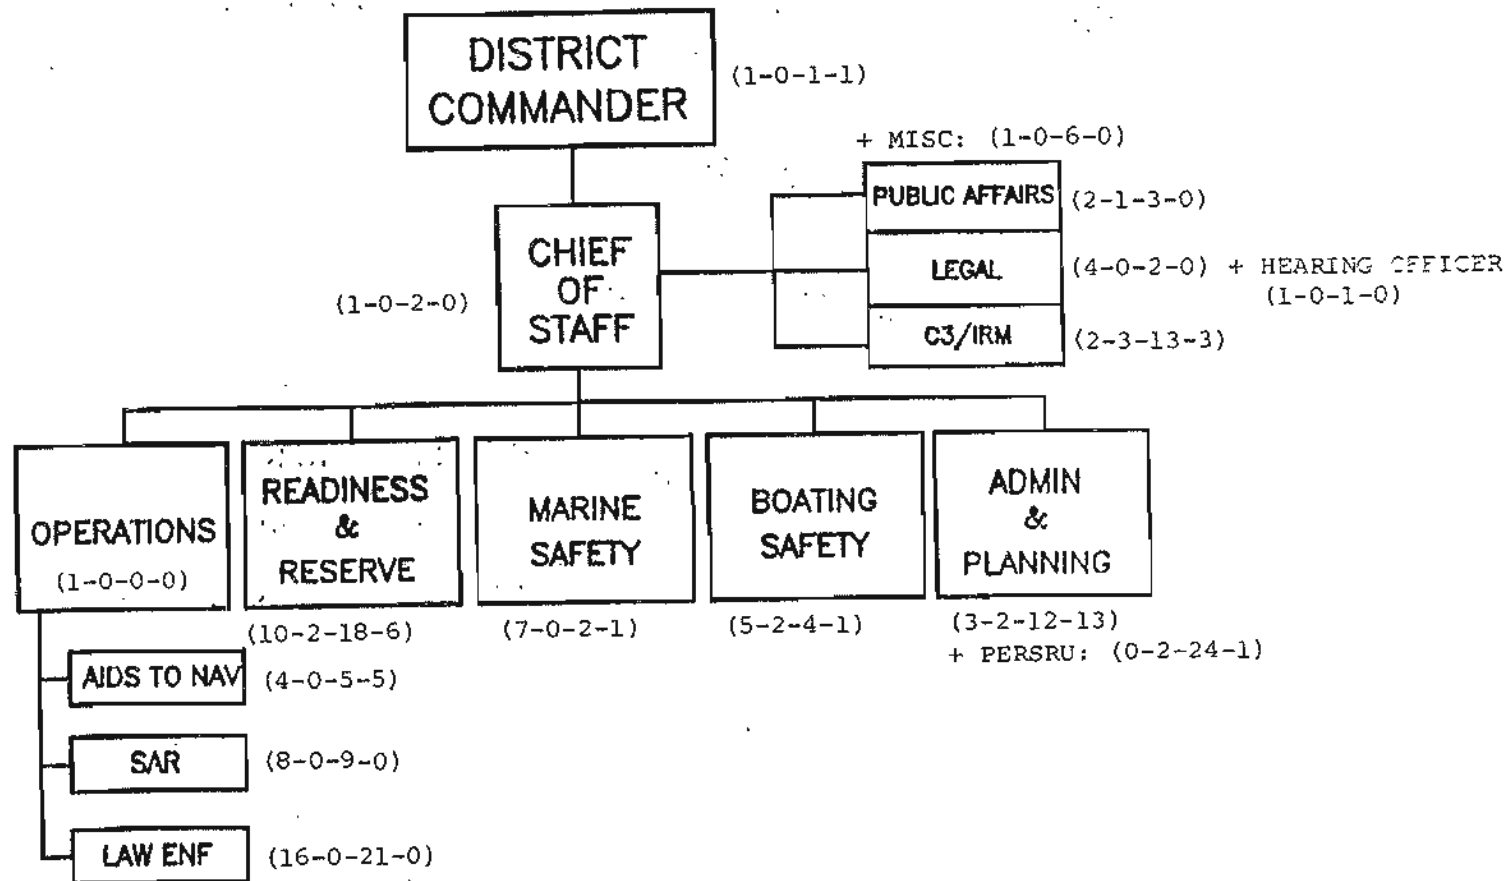 DISTRICT
COMMANDER
(1-0-1-1)
+ MISC: (1-0-6-0)
PUBLIC AFFAIRS (2-1-3-0)
LEGAL (4-0-2-0) + HEARING OFFICER
(1-0-1-0)
C3/IRM (2-3-13-3)
CHIEF
OF
STAFF
(1-0-2-0)
OPERATIONS
(1-0-0-0)
READINESS
&
RESERVE
(10-2-18-6)
MARINE
SAFETY
(7-0-2-1)
BOATING
SAFETY
(5-2-4-1)
ADMIN
&
PLANNING
(3-2-12-13)
+ PERSRU: (0-2-24-1)
AIDS TO NAV (4-0-5-5)
SAR (8-0-9-0)
LAW ENF (16-0-21-0)